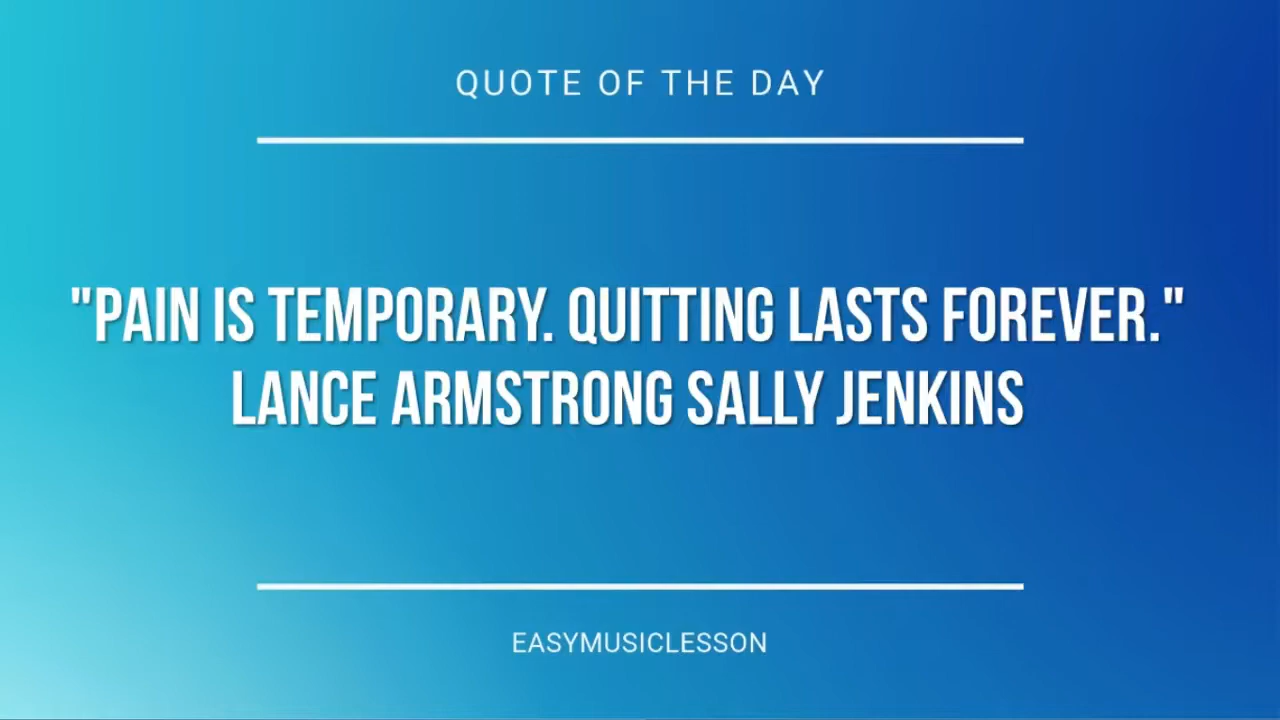 QUOTE OF THE DAY
"PAIN IS TEMPORARY. QUITTING LASTS FOREVER."
LANCE ARMSTRONG SALLY JENKINS
EASYMUSICLESSON